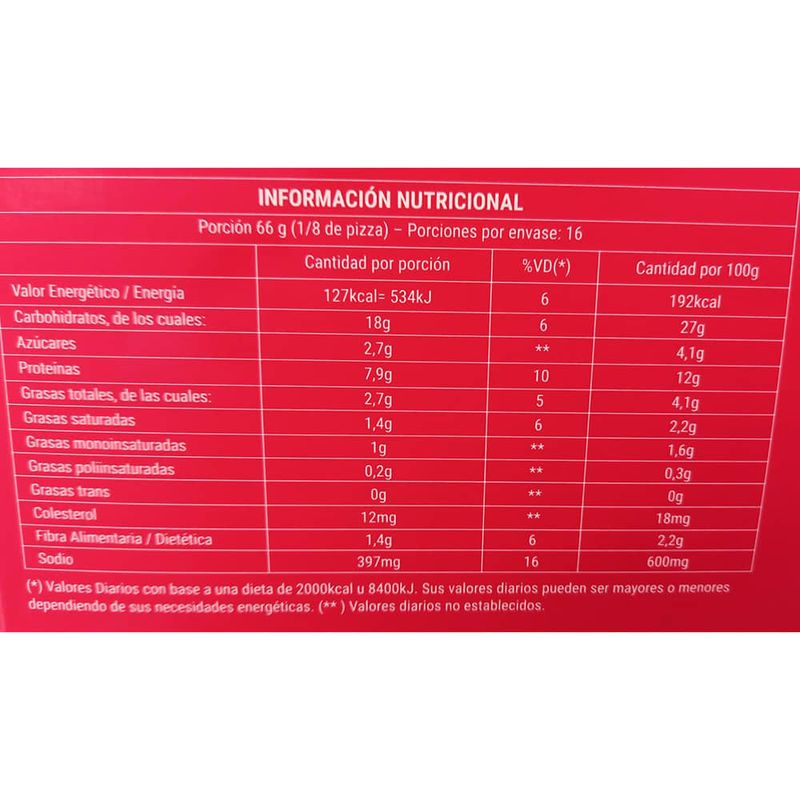 INFORMACIÓN NUTRICIONAL
Porción 66 g (1/8 de pizza) – Porciones por envase: 16
Cantidad por porción %VD(*) Cantidad por 100g
Valor Energético / Energía 127kcal= 534kJ 6 192kcal
Carbohidratos, de los cuales: 18g 6 27g
Azúcares 2,7g ** 4,1g
Proteínas 7,9g 10 12g
Grasas totales, de las cuales: 2,7g 5 4,1g
Grasas saturadas 1,4g 6 2,2g
Grasas monoinsaturadas 1g ** 1,6g
Grasas poliinsaturadas 0,2g ** 0,3g
Grasas trans 0g ** 0g
Colesterol 12mg ** 18mg
Fibra Alimentaria / Dietética 1,4g 6 2,2g
Sodio 397mg 16 600mg
(*) Valores Diarios con base a una dieta de 2000kcal u 8400kJ. Sus valores diarios pueden ser mayores o menores
dependiendo de sus necesidades energéticas. (** ) Valores diarios no establecidos.